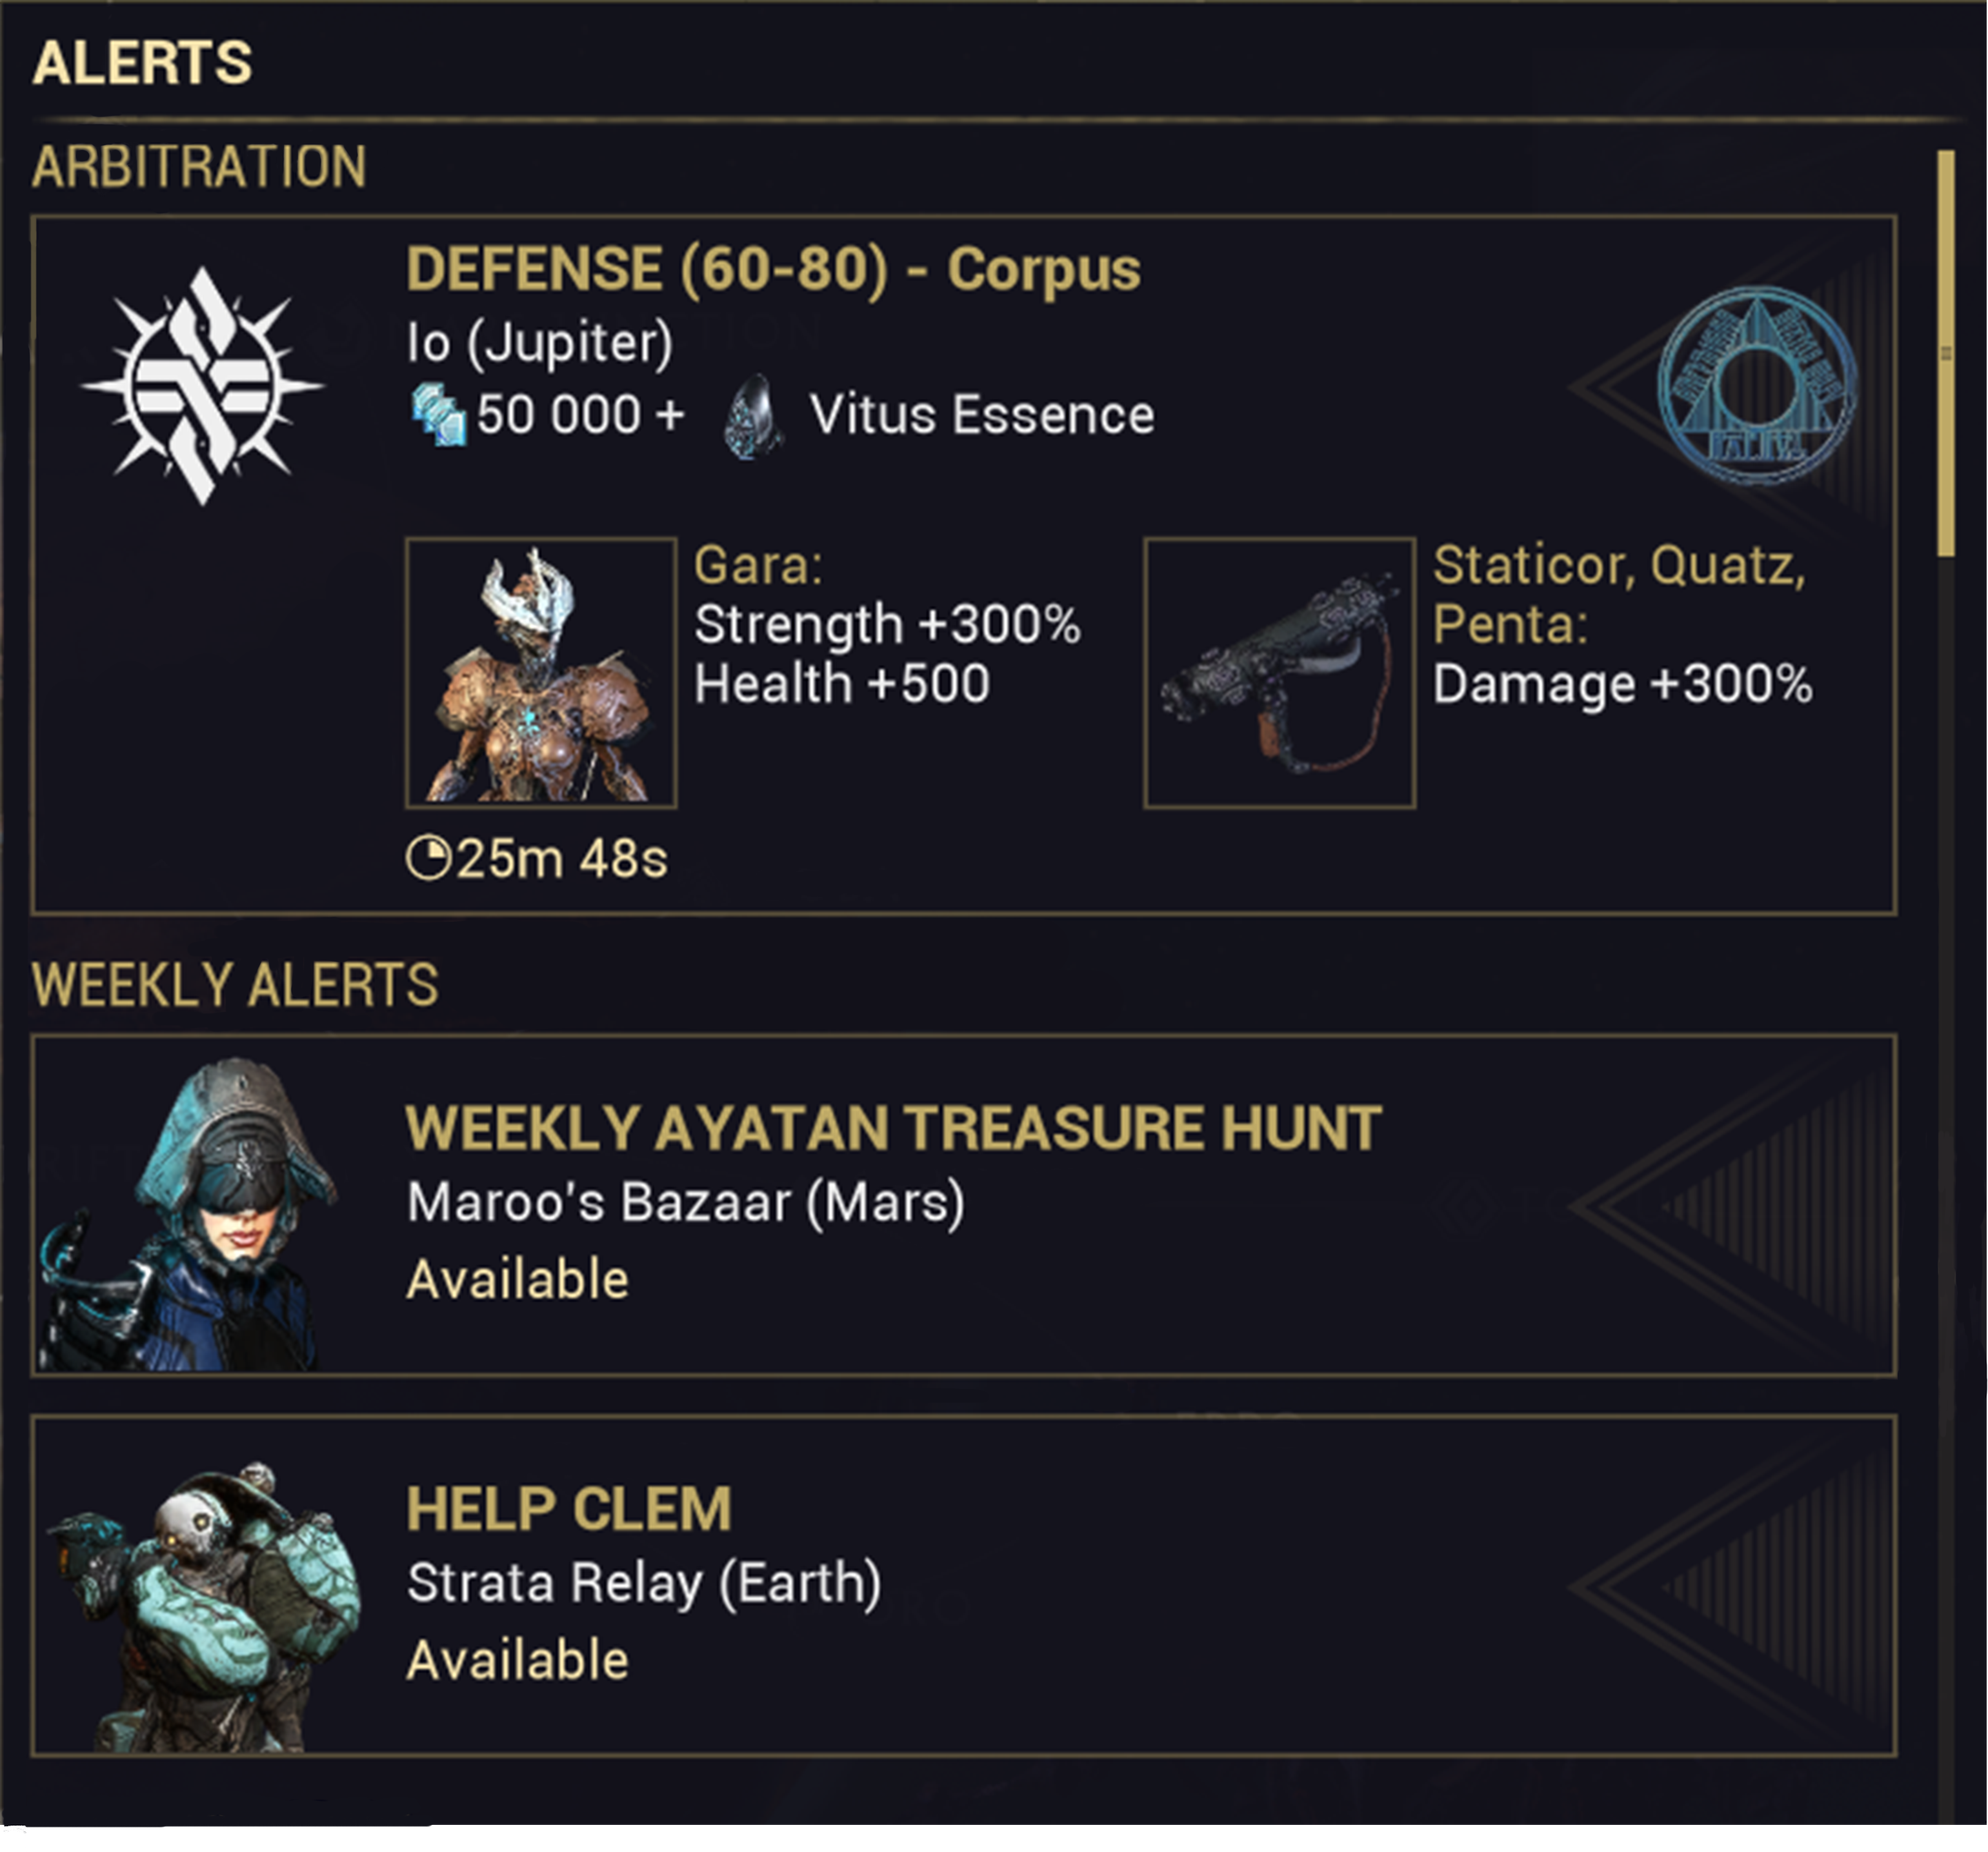 ALERTS
ARBITRATION
DEFENSE (60-80) - Corpus
Io (Jupiter)
50 000 + Vitus Essence
Gara:
Strength +300%
Health +500
Staticor, Quatz,
Penta:
Damage +300%
25m 48s
WEEKLY ALERTS
WEEKLY AYATAN TREASURE HUNT
Maroo's Bazaar (Mars)
Available
HELP CLEM
Strata Relay (Earth)
Available